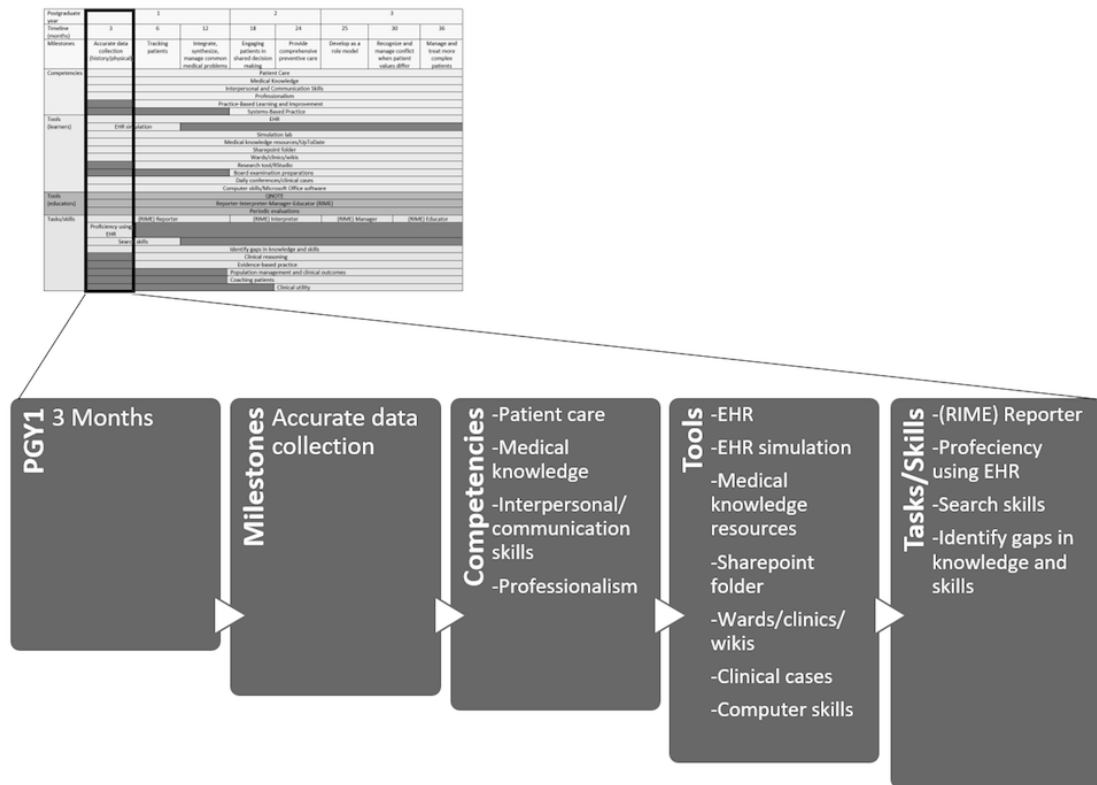 Postgraduate year 1 2 3
Timeline (months) 3 6 12 18 24 25 30 36
Milestones
Accurate data collection (history/physical)
Tracking patients
Integrate, synthesize, manage common medical problems
Engaging patients in shared decision making
Provide comprehensive preventive care
Develop as a role model
Recognize and manage conflict when patient values differ
Manage and treat more complex patients
Competencies
Patient Care
Medical Knowledge
Interpersonal and Communication Skills
Professionalism
Practice-Based Learning and Improvement
Systems-Based Practice
Tools (learners)
EHR
EHR simulation
Simulation lab
Medical knowledge resources/UpToDate
Sharepoint folder
Wards/clinics/wikis
Research tool/RStudio
Board examination preparations
Daily conferences/clinical cases
Computer skills/Microsoft Office software
Tools (educators)
QNOTE
Reporter-Interpreter-Manager-Educator (RIME)
Periodic evaluations
Tasks/skills
(RIME) Reporter
(RIME) Interpreter
(RIME) Manager
(RIME) Educator
Proficiency using EHR
Search skills
Identify gaps in knowledge and skills
Clinical reasoning
Evidence-based practice
Population management and clinical outcomes
Coaching patients
Clinical utility
PGY1
3 Months
Milestones
Accurate data
collection
Competencies
-Patient care
-Medical
knowledge
-Interpersonal/
communication
skills
-Professionalism
Tools
-EHR
-EHR simulation
-Medical
knowledge
resources
-Sharepoint
folder
-Wards/clinics/
wikis
-Clinical cases
-Computer skills
Tasks/Skills
-(RIME) Reporter
-Profeciency
using EHR
-Search skills
-Identify gaps in
knowledge and
skills